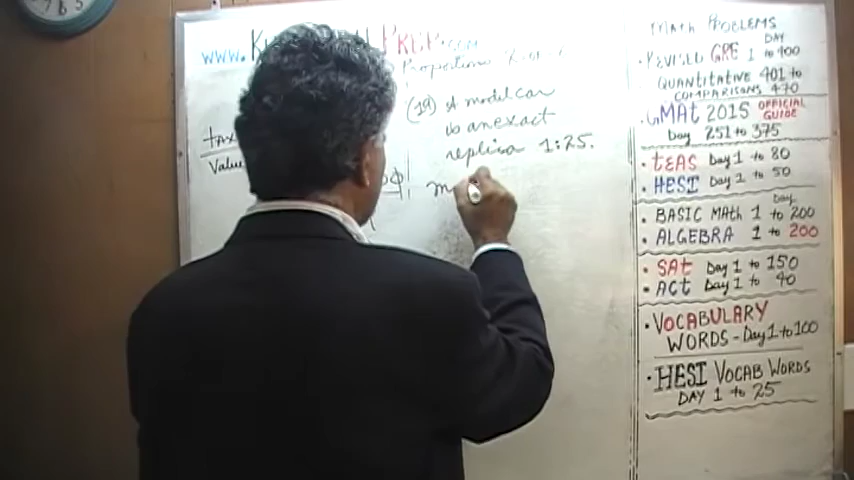 www.K
PREP.com
Proportions
(19) A model car
is an exact
replica 1:25.
m
tax
Value
MATH PROBLEMS
DAY
• REVISED GRE 1 to 400
QUANTITATIVE 401 to
COMPARISONS 470
• GMAT 2015 OFFICIAL GUIDE
Day 251 to 375
• TEAS Day 1 to 80
• HESI Day 1 to 50
Day
• BASIC MATH 1 to 200
• ALGEBRA 1 to 200
• SAT Day 1 to 150
• ACT Day 1 to 40
• VOCABULARY
WORDS - Day 1 to 100
• HESI VOCAB WORDS
DAY 1 to 25